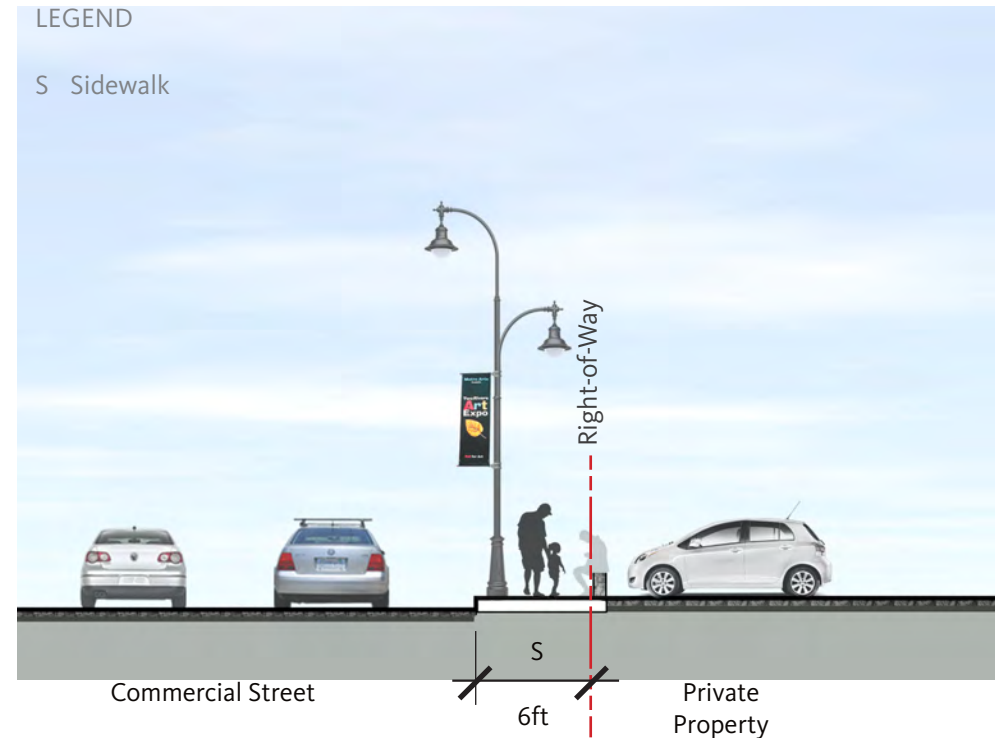 LEGEND
S Sidewalk
Right-of-Way
Art
Expo
S
Commercial Street
6ft
Private
Property